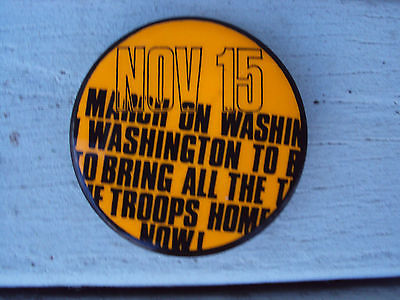 NOV 15
MARCH ON WASHIN
WASHINGTON TO B
TO BRING ALL THE T
E TROOPS HOME
NOW!